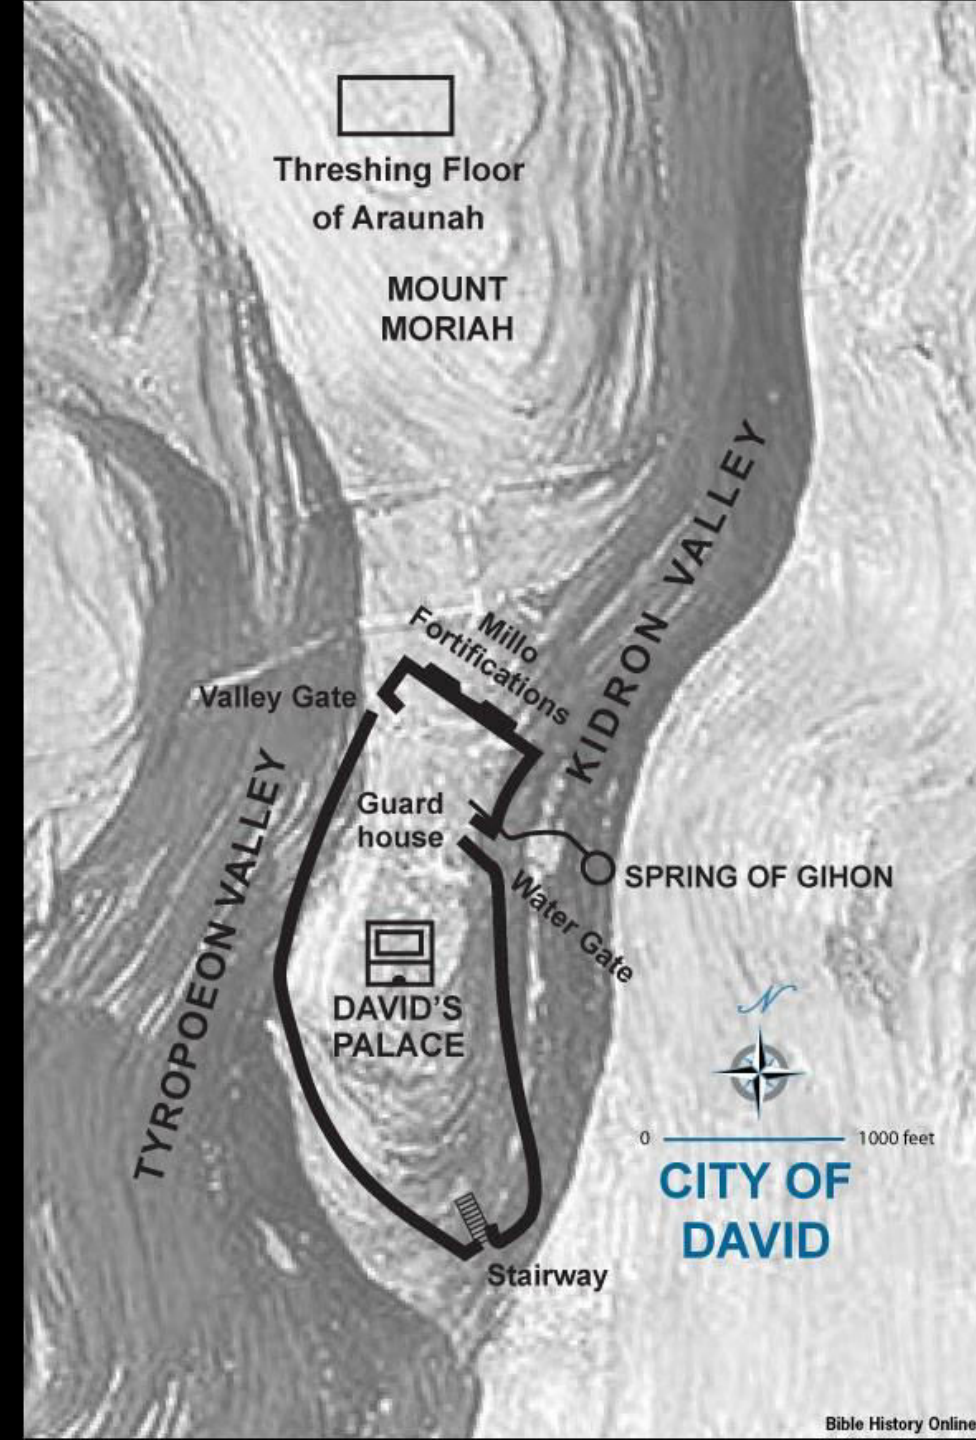 Threshing Floor
of Araunah
MOUNT
MORIAH
KIDRON VALLEY
Millo
Fortifications
Valley Gate
TYROPOEON VALLEY
Guard
house
SPRING OF GIHON
Water Gate
DAVID'S
PALACE
N
0 1000 feet
CITY OF
DAVID
Stairway
Bible History Online